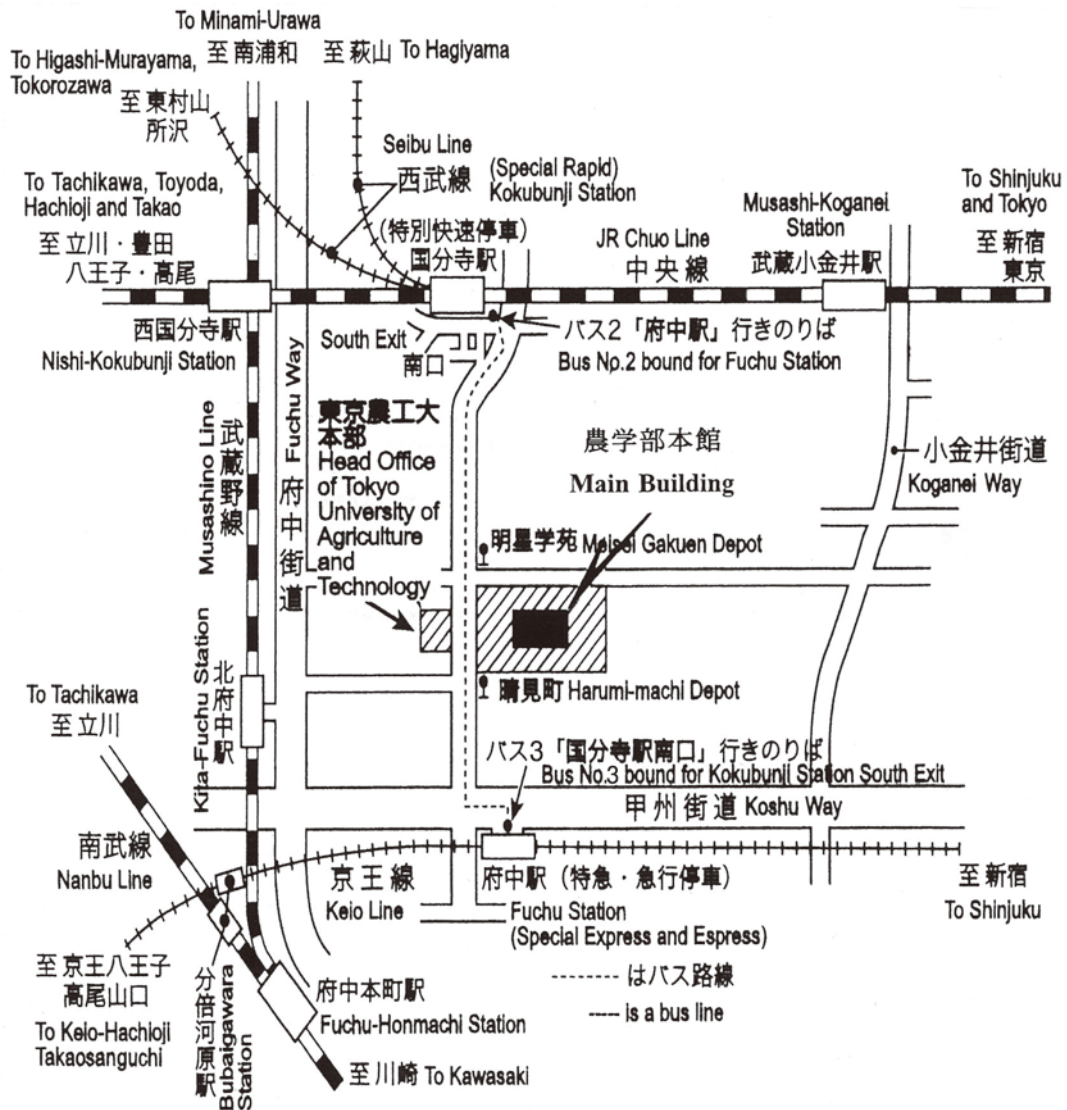 To Minami-Urawa
至 南浦和
至 萩山 To Hagiyama
To Higashi-Murayama,
Tokorozawa
至 東村山
所沢
Seibu Line
西武線
(Special Rapid)
Kokubunji Station
(特別快速停車)
国分寺駅
To Tachikawa, Toyoda,
Hachioji and Takao
至 立川・豊田
八王子・高尾
JR Chuo Line
中央線
Musashi-Koganei
Station
武蔵小金井駅
To Shinjuku
and Tokyo
至 新宿
東京
西国分寺駅
Nishi-Kokubunji Station
South Exit
南口
バス2「府中駅」行きのりば
Bus No.2 bound for Fuchu Station
Musashino Line
武蔵野線
Fuchu Way
府中街道
東京農工大
本部
Head Office
of Tokyo
University of
Agriculture
and
Technology
農学部本館
Main Building
小金井街道
Koganei Way
明星学苑 Meisei Gakuen Depot
晴見町 Harumi-machi Depot
Kita-Fuchu Station
北府中駅
To Tachikawa
至 立川
バス3「国分寺駅南口」行きのりば
Bus No.3 bound for Kokubunji Station South Exit
甲州街道 Koshu Way
南武線
Nanbu Line
京王線
Keio Line
府中駅 (特急・急行停車)
Fuchu Station
(Special Express and Espress)
至 新宿
To Shinjuku
至 京王八王子
高尾山口
To Keio-Hachioji
Takaosanguchi
分倍河原駅
Bubaigawara
Station
府中本町駅
Fuchu-Honmachi Station
至 川崎 To Kawasaki
------ はバス路線
---- is a bus line